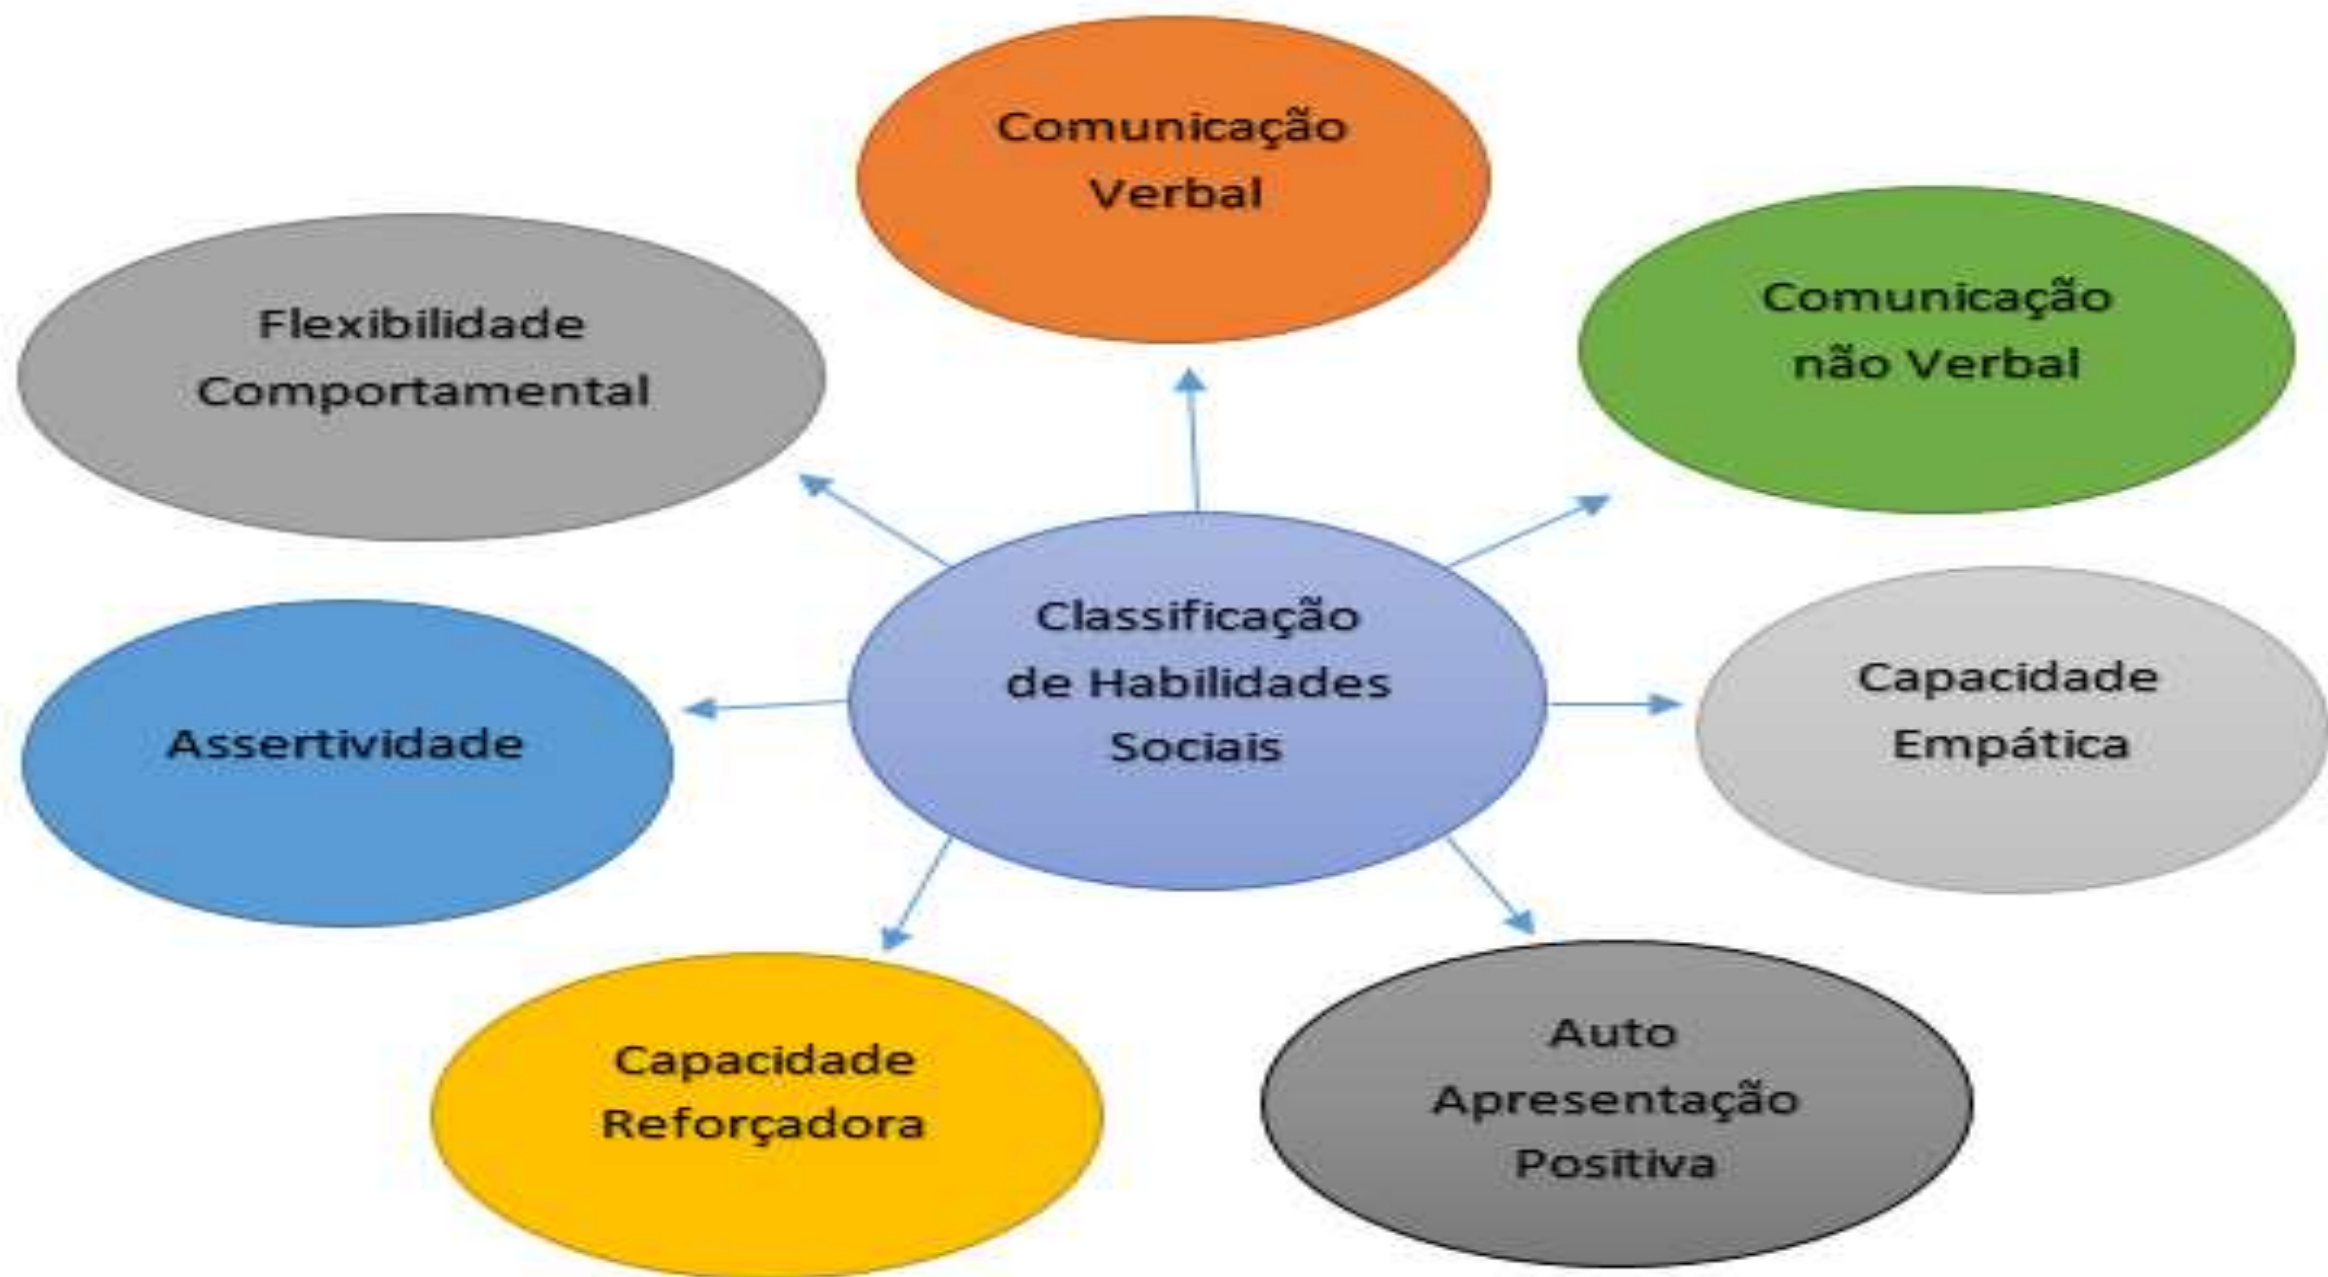 Comunicação
Verbal
Comunicação
não Verbal
Flexibilidade
Comportamental
Classificação
de Habilidades
Sociais
Capacidade
Empática
Assertividade
Auto
Apresentação
Positiva
Capacidade
Reforçadora